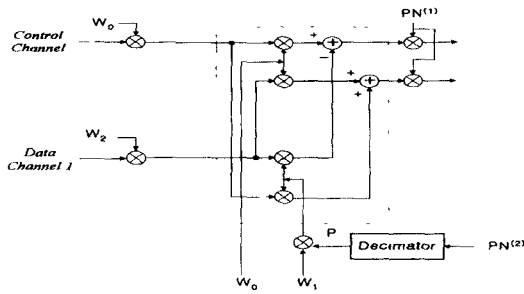 W₀
PN⁽¹⁾
Control
Channel
+
+
−
+
+
W₂
Data
Channel 1
P
Decimator
PN⁽²⁾
W₀
W₁